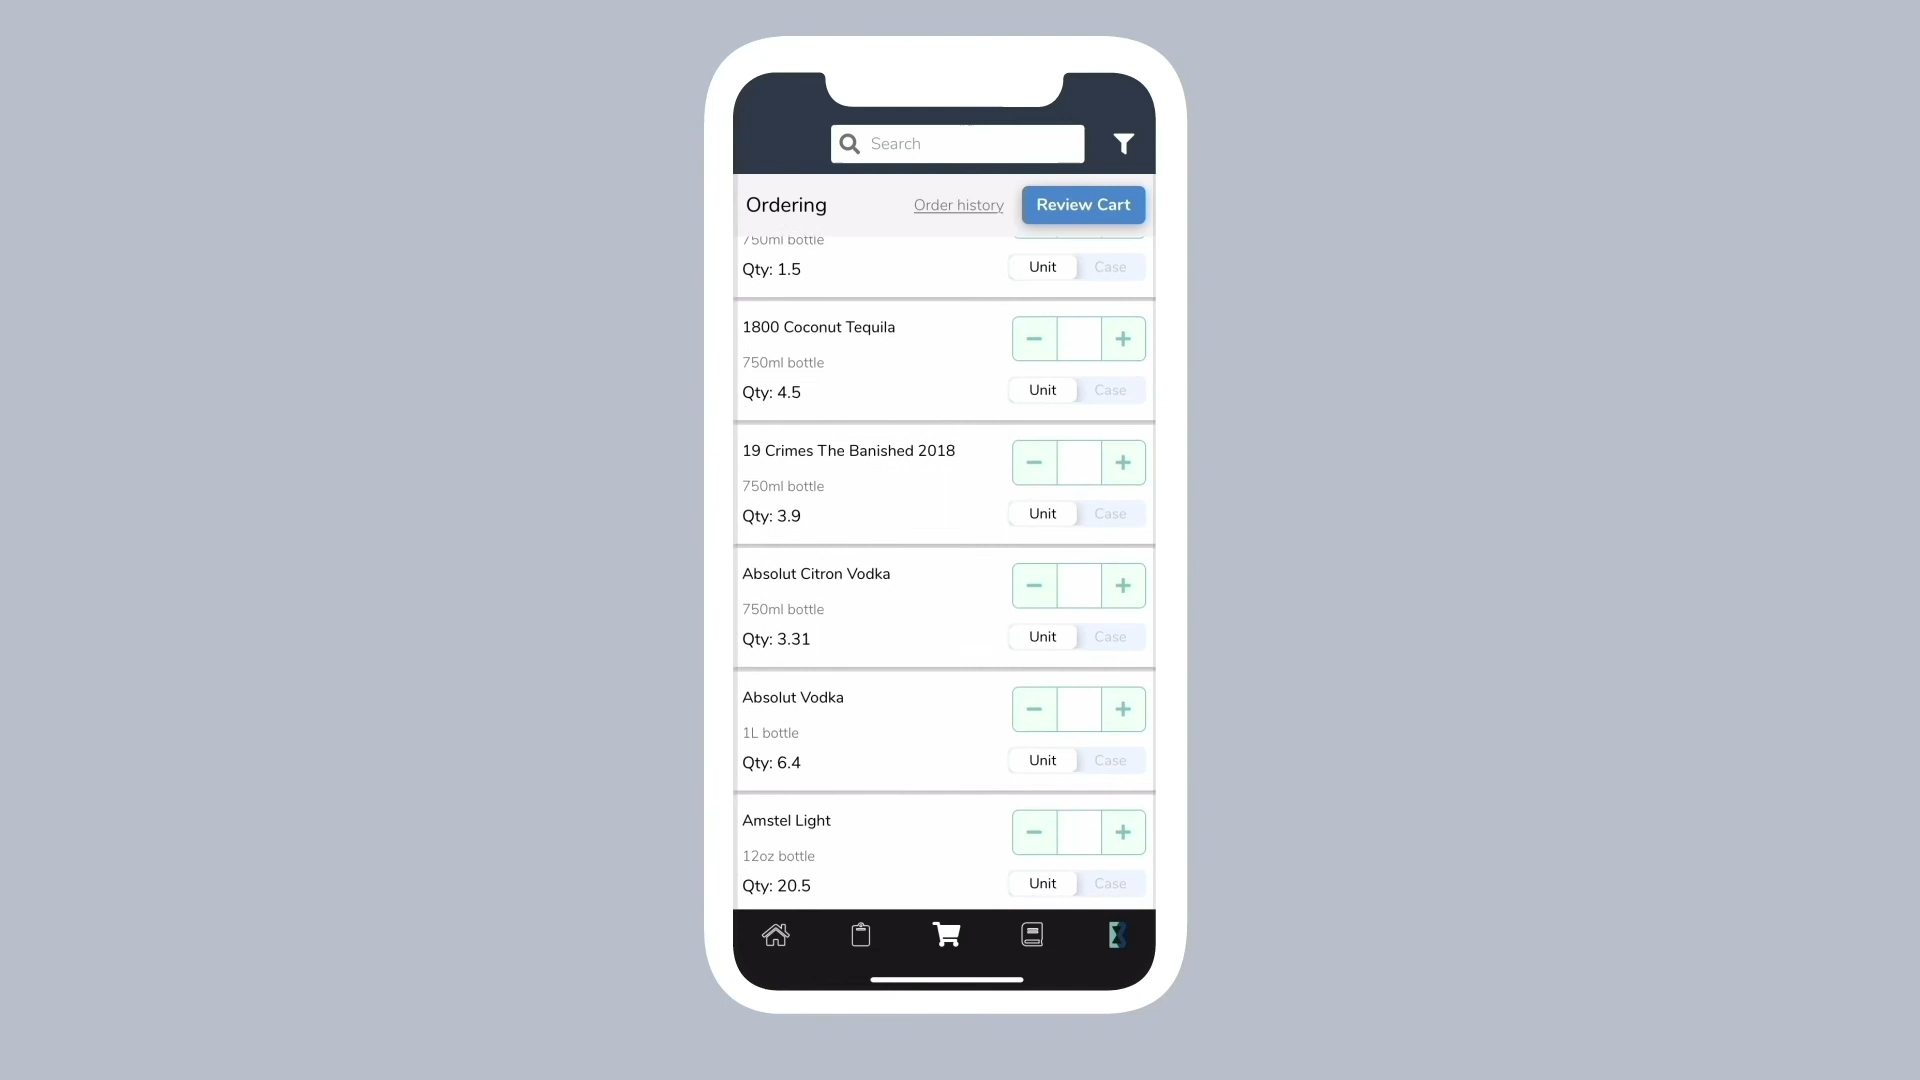 Search
Ordering
Order history
Review Cart
750ml bottle
Qty: 1.5
Unit
Case
1800 Coconut Tequila
750ml bottle
Qty: 4.5
Unit
Case
19 Crimes The Banished 2018
750ml bottle
Qty: 3.9
Unit
Case
Absolut Citron Vodka
750ml bottle
Qty: 3.31
Unit
Case
Absolut Vodka
1L bottle
Qty: 6.4
Unit
Case
Amstel Light
12oz bottle
Qty: 20.5
Unit
Case